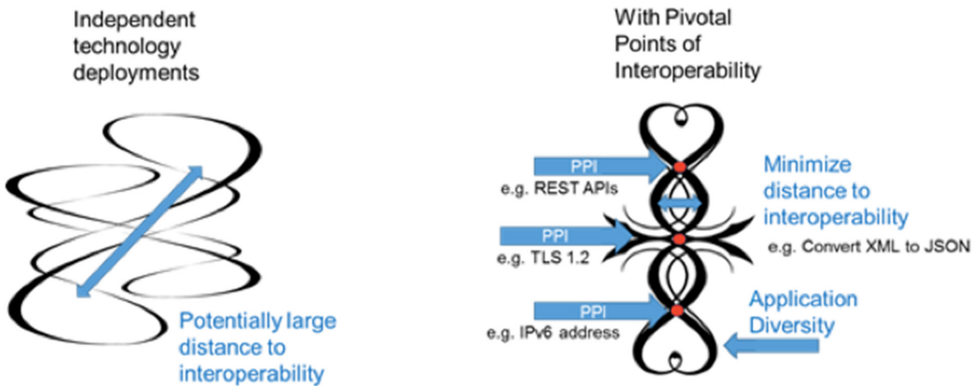 Independent
technology
deployments
Potentially large
distance to
interoperability
With Pivotal
Points of
Interoperability
PPI
e.g. REST APIs
PPI
e.g. TLS 1.2
PPI
e.g. IPv6 address
Minimize
distance to
interoperability
e.g. Convert XML to JSON
Application
Diversity